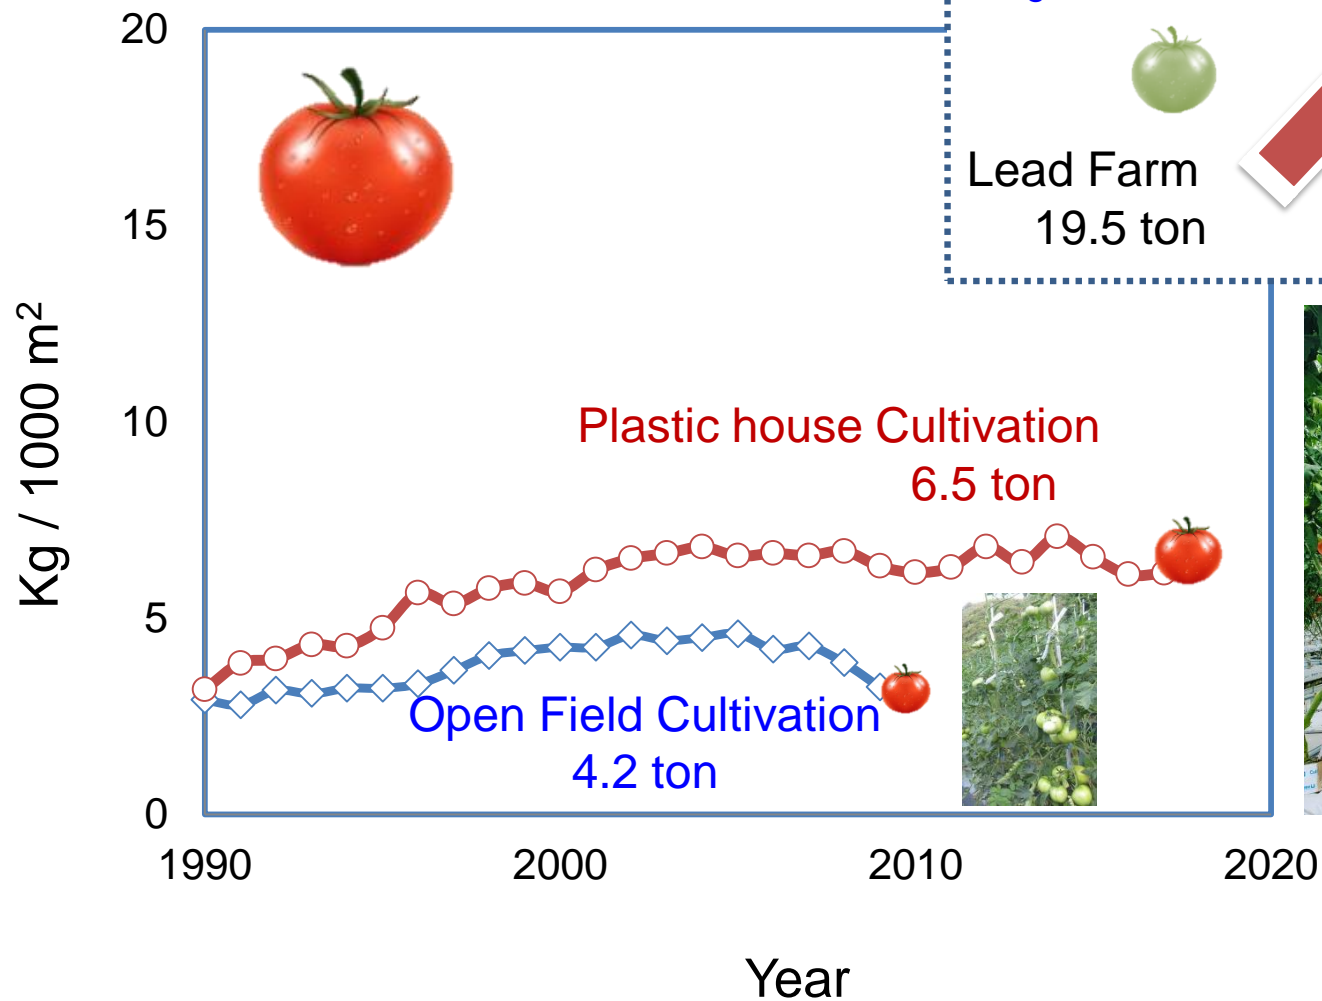 20
15
10
5
0
Kg / 1000 m²
Lead Farm
19.5 ton
Plastic house Cultivation
6.5 ton
Open Field Cultivation
4.2 ton
1990 2000 2010 2020
Year